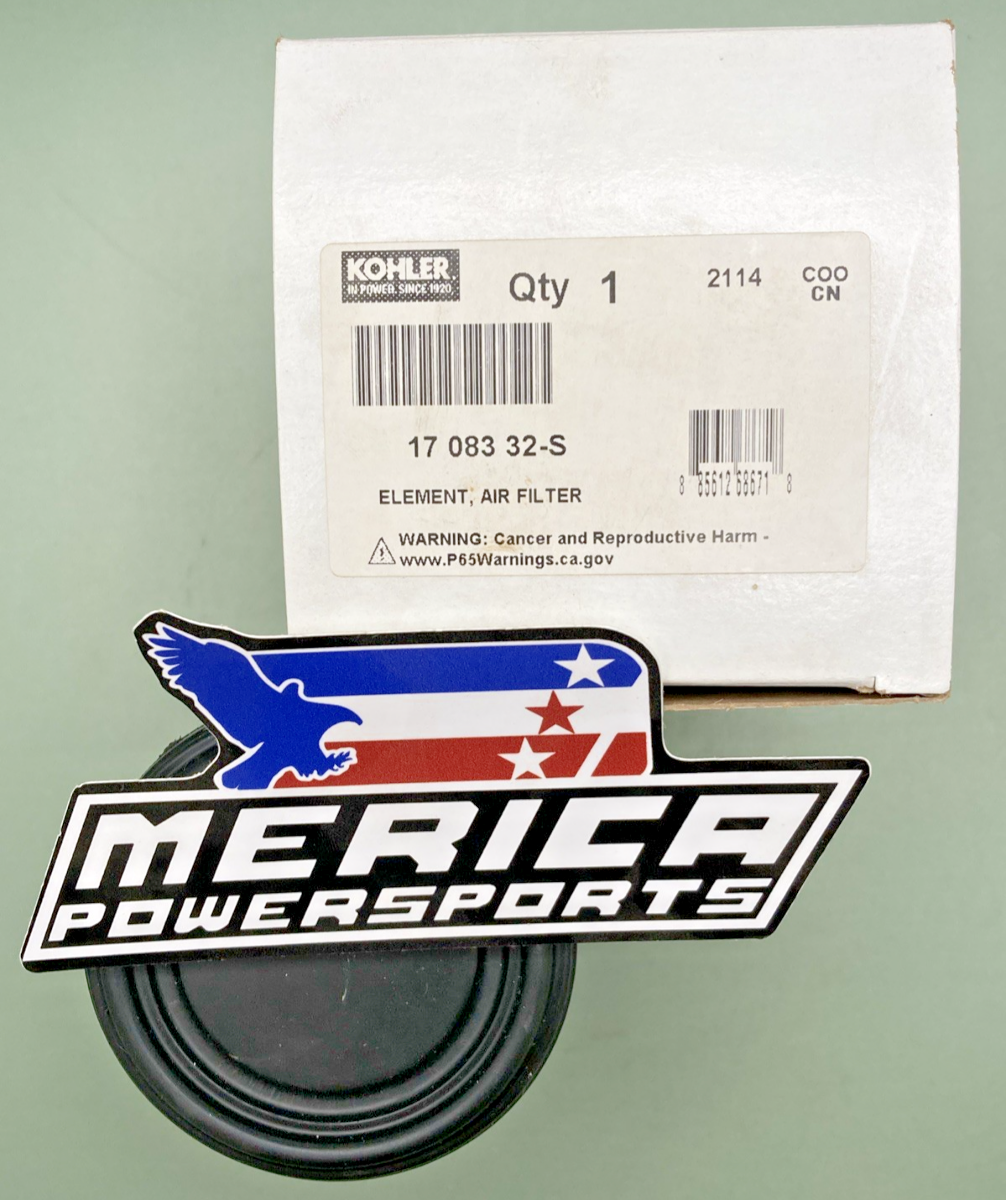 KOHLER
IN POWER. SINCE 1920.
Qty 1
2114
COO
CN
17 083 32-S
ELEMENT, AIR FILTER
8 85612 68671 8
WARNING: Cancer and Reproductive Harm -
www.P65Warnings.ca.gov
MERICA
POWERSPORTS